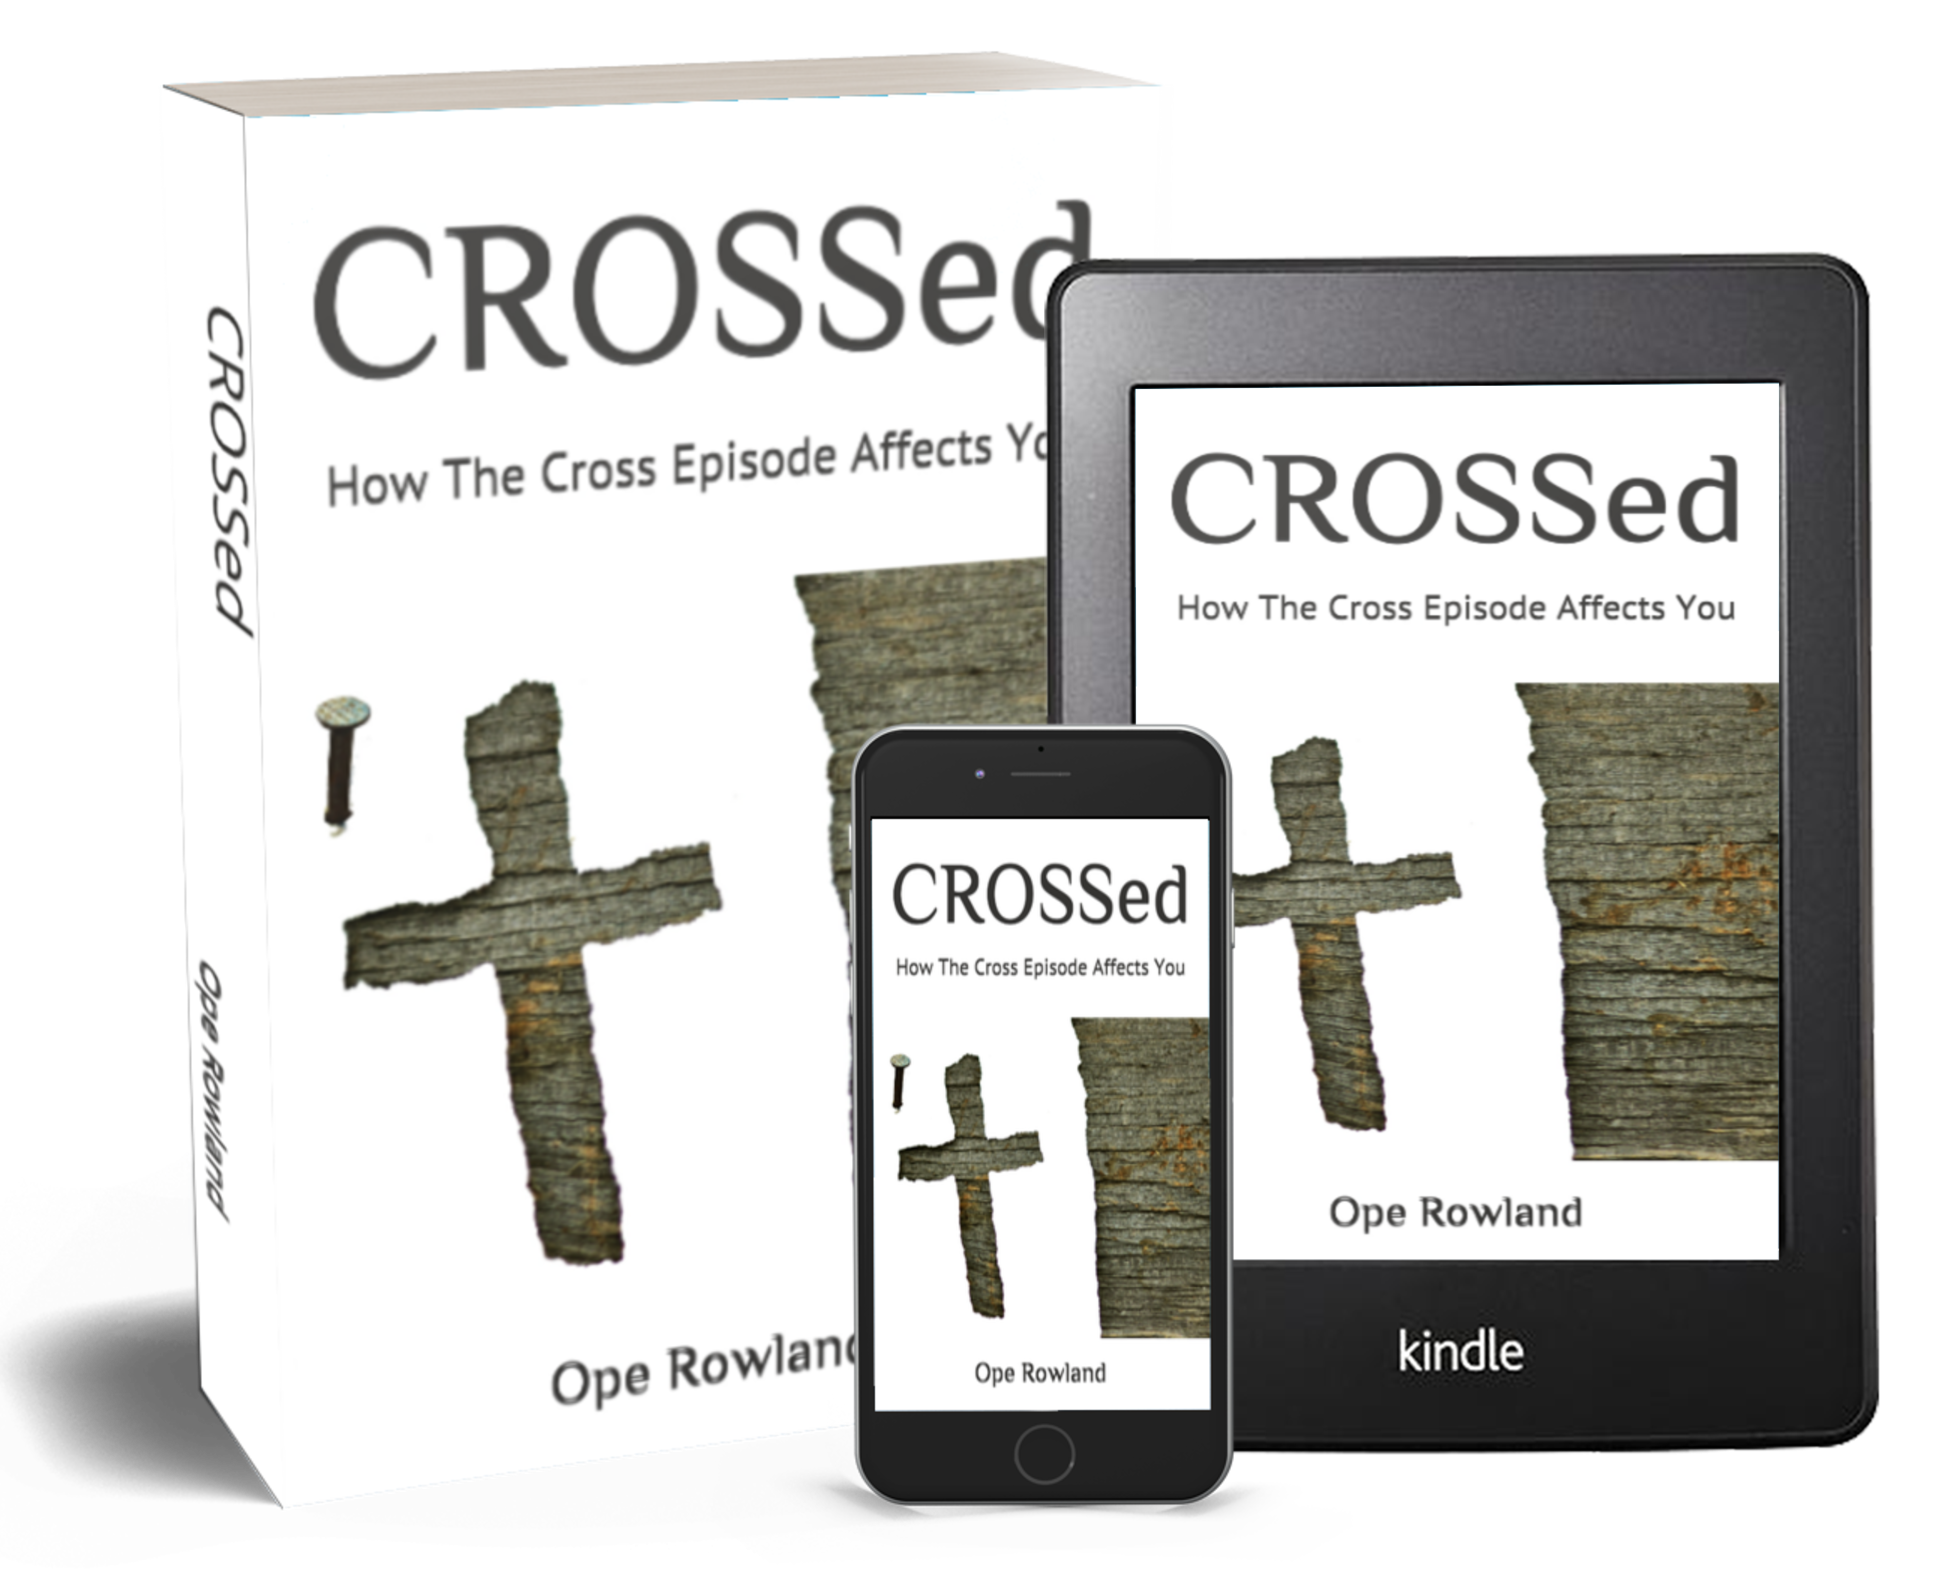 CROSSed
Ope Rowland
CROSSed
How The Cross Episode Affects Yo
Ope Rowland
CROSSed
How The Cross Episode Affects You
Ope Rowland
CROSSed
How The Cross Episode Affects You
Ope Rowland
kindle